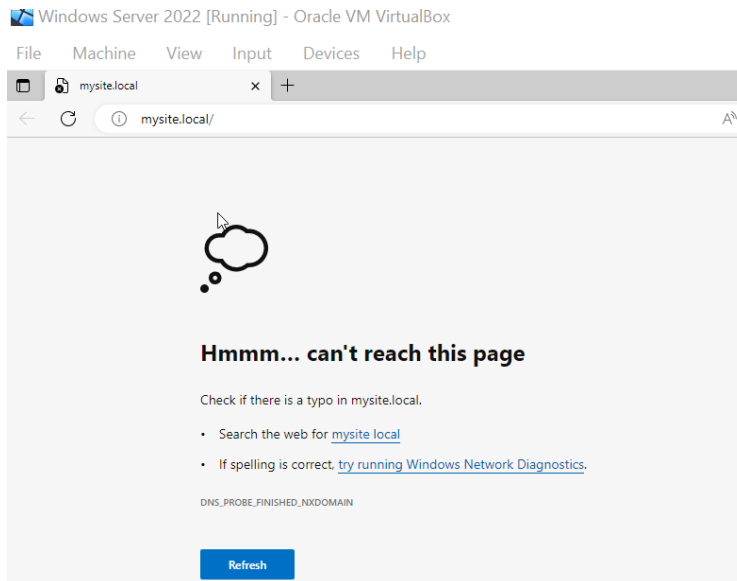 Windows Server 2022 [Running] - Oracle VM VirtualBox
File Machine View Input Devices Help
mysite.local
mysite.local/
Hmmm... can't reach this page
Check if there is a typo in mysite.local.
• Search the web for mysite local
• If spelling is correct, try running Windows Network Diagnostics.
DNS_PROBE_FINISHED_NXDOMAIN
Refresh